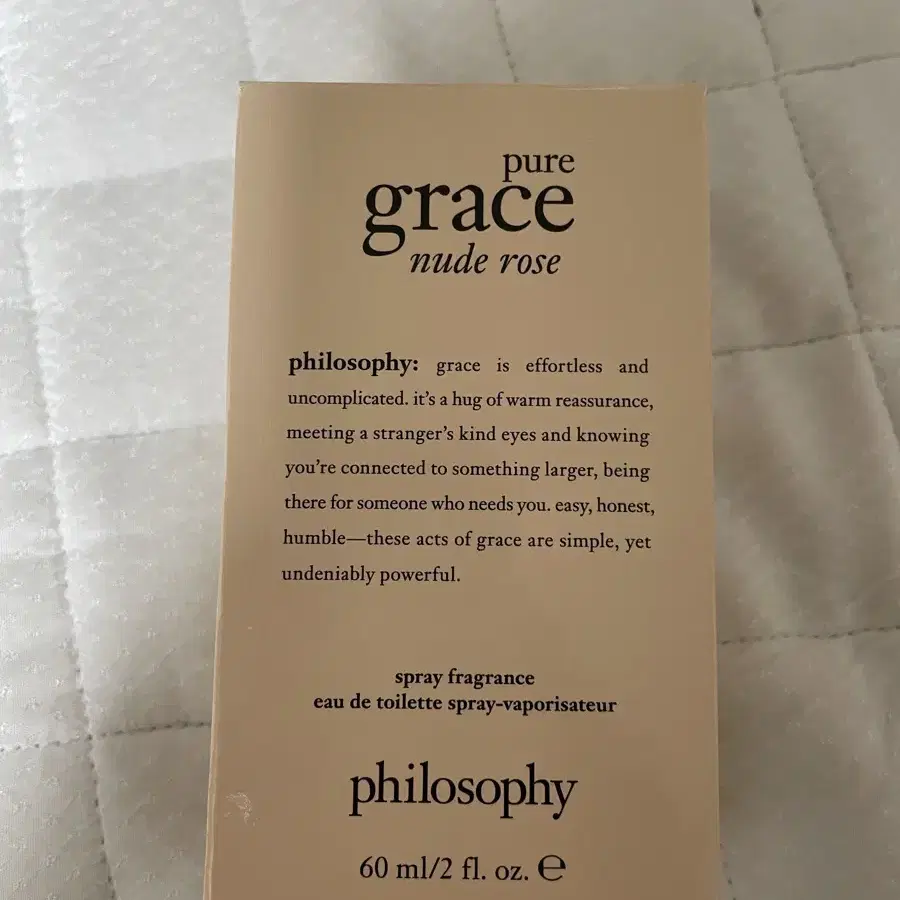 pure
grace
nude rose
philosophy: grace is effortless and
uncomplicated. it's a hug of warm reassurance,
meeting a stranger's kind eyes and knowing
you're connected to something larger, being
there for someone who needs you. easy, honest,
humble—these acts of grace are simple, yet
undeniably powerful.
spray fragrance
eau de toilette spray-vaporisateur
philosophy
60 ml/2 fl. oz. ℮